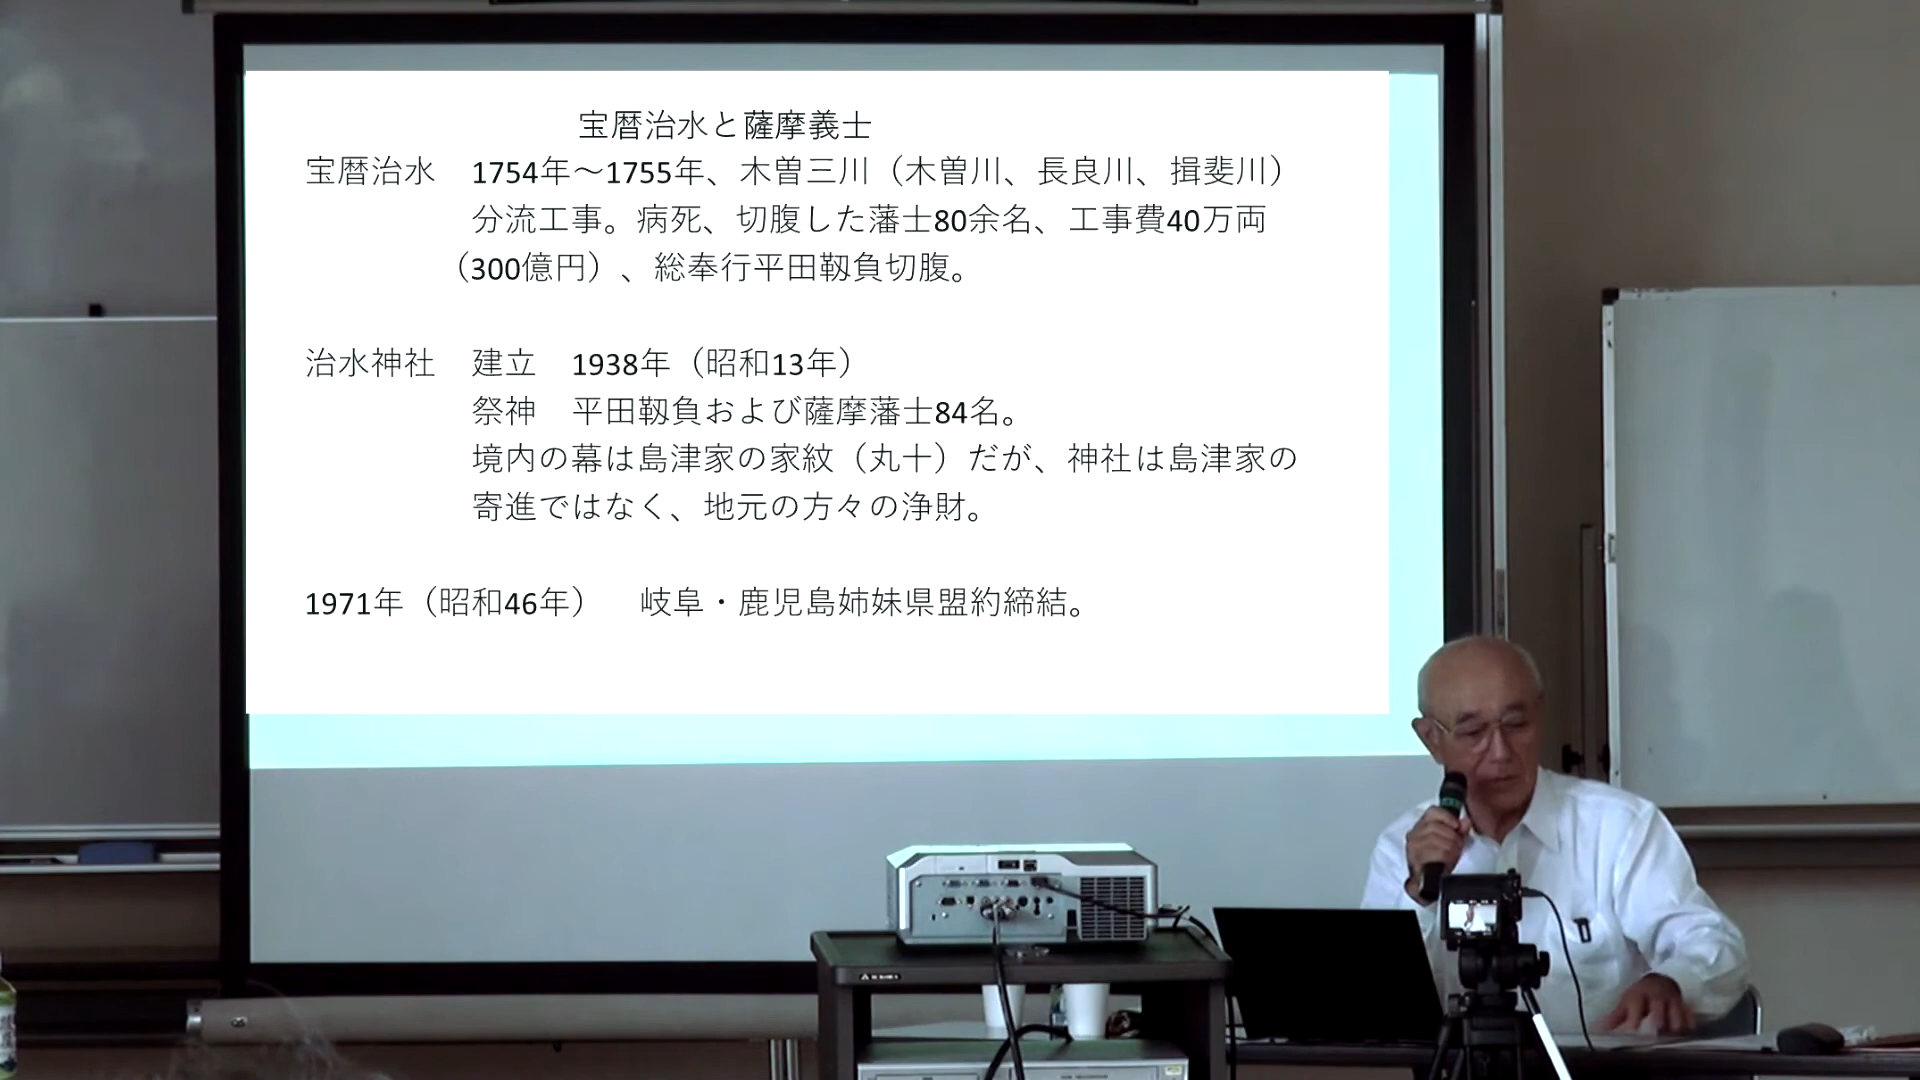 宝暦治水と薩摩義士
宝暦治水　1754年～1755年、木曽三川（木曽川、長良川、揖斐川）
分流工事。病死、切腹した藩士80余名、工事費40万両
（300億円）、総奉行平田靱負切腹。
治水神社　建立　1938年（昭和13年）
祭神　平田靱負および薩摩藩士84名。
境内の幕は島津家の家紋（丸十）だが、神社は島津家の
寄進ではなく、地元の方々の浄財。
1971年（昭和46年）　岐阜・鹿児島姉妹県盟約締結。